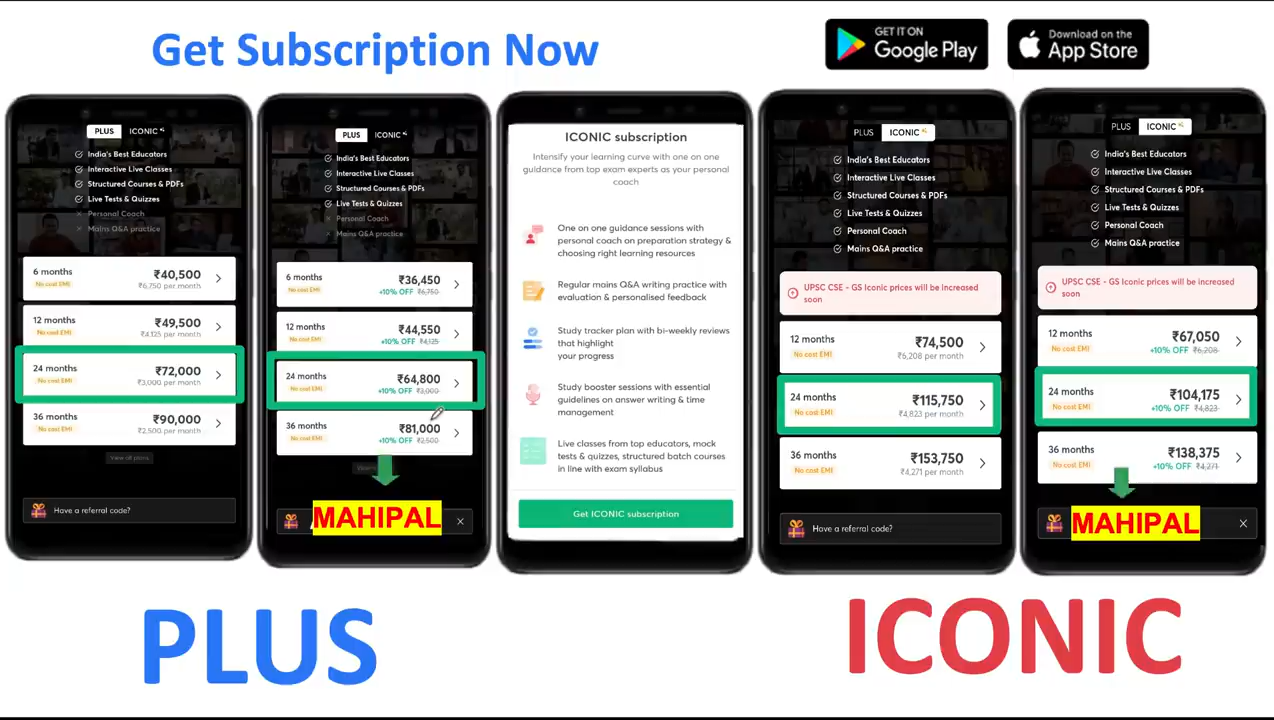 Get Subscription Now
GET IT ON
Google Play
Download on the
App Store
PLUS ICONIC
India's Best Educators
Interactive Live Classes
Structured Courses & PDFs
Live Tests & Quizzes
Personal Coach
Mains Q&A practice
6 months ₹40,500
No cost EMI ₹6,750 per month
12 months ₹49,500
No cost EMI ₹4,125 per month
24 months ₹72,000
No cost EMI ₹3,000 per month
36 months ₹90,000
No cost EMI ₹2,500 per month
View all plans
Have a referral code?
PLUS ICONIC
India's Best Educators
Interactive Live Classes
Structured Courses & PDFs
Live Tests & Quizzes
Personal Coach
Mains Q&A practice
6 months ₹36,450
No cost EMI +10% OFF ₹6,750
12 months ₹44,550
No cost EMI +10% OFF ₹4,125
24 months ₹64,800
No cost EMI +10% OFF ₹3,000
36 months ₹81,000
No cost EMI +10% OFF ₹2,500
MAHIPAL
ICONIC subscription
Intensify your learning curve with one on one
guidance from top exam experts as your personal
coach
One on one guidance sessions with
personal coach on preparation strategy &
choosing right learning resources
Regular mains Q&A writing practice with
evaluation & personalised feedback
Study tracker plan with bi-weekly reviews
that highlight
your progress
Study booster sessions with essential
guidelines on answer writing & time
management
Live classes from top educators, mock
tests & quizzes, structured batch courses
in line with exam syllabus
Get ICONIC subscription
PLUS ICONIC
India's Best Educators
Interactive Live Classes
Structured Courses & PDFs
Live Tests & Quizzes
Personal Coach
Mains Q&A practice
UPSC CSE - GS Iconic prices will be increased
soon
12 months ₹74,500
No cost EMI ₹6,208 per month
24 months ₹115,750
No cost EMI ₹4,823 per month
36 months ₹153,750
No cost EMI ₹4,271 per month
Have a referral code?
PLUS ICONIC
India's Best Educators
Interactive Live Classes
Structured Courses & PDFs
Live Tests & Quizzes
Personal Coach
Mains Q&A practice
UPSC CSE - GS Iconic prices will be increased
soon
12 months ₹67,050
No cost EMI +10% OFF ₹6,208
24 months ₹104,175
No cost EMI +10% OFF ₹4,823
36 months ₹138,375
No cost EMI +10% OFF ₹4,271
MAHIPAL
PLUS
ICONIC